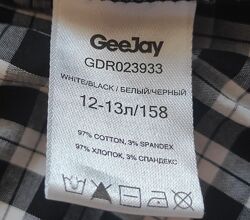 GeeJay
GDR023933
WHITE/BLACK / БЕЛЫЙ/ЧЕРНЫЙ
12-13л/158
97% COTTON, 3% SPANDEX
97% ХЛОПОК, 3% СПАНДЕКС